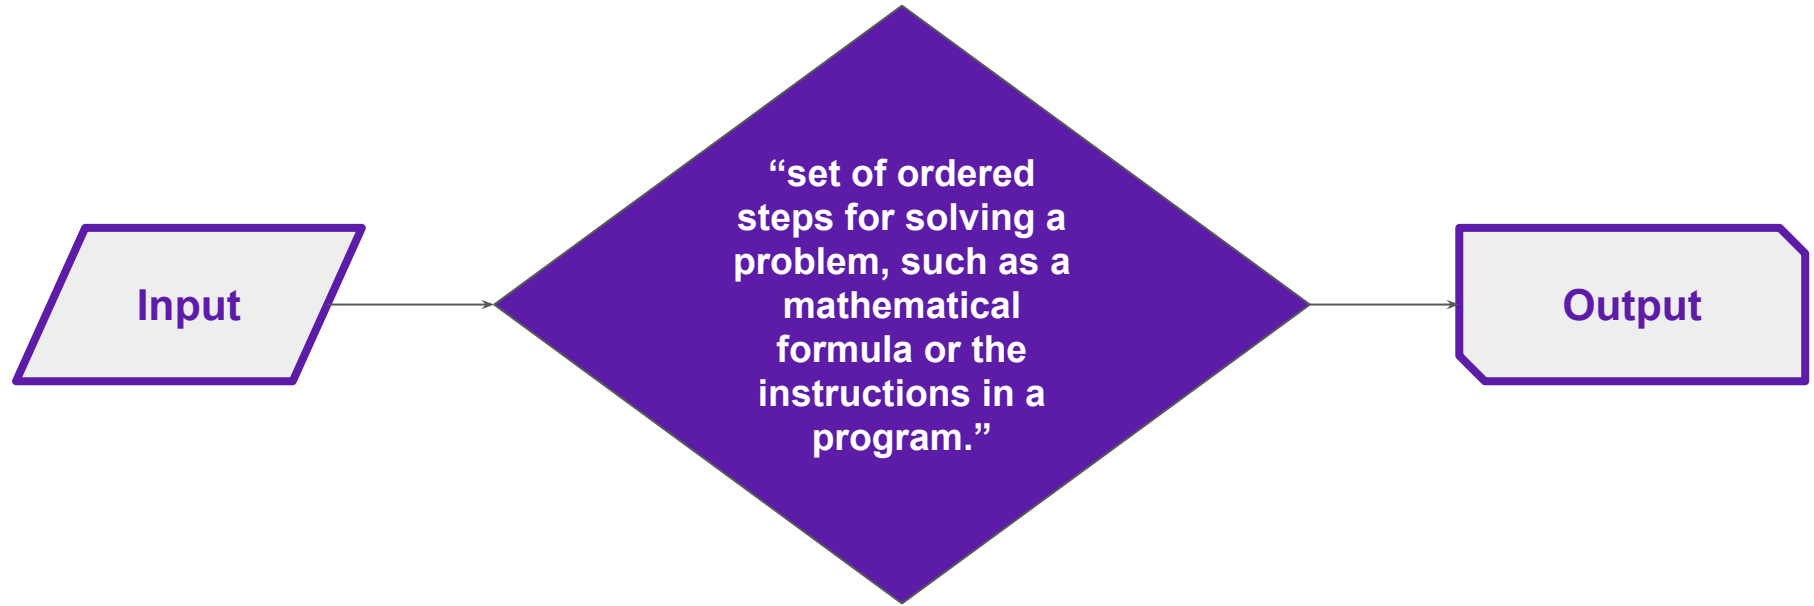 Input
“set of ordered
steps for solving a
problem, such as a
mathematical
formula or the
instructions in a
program.”
Output